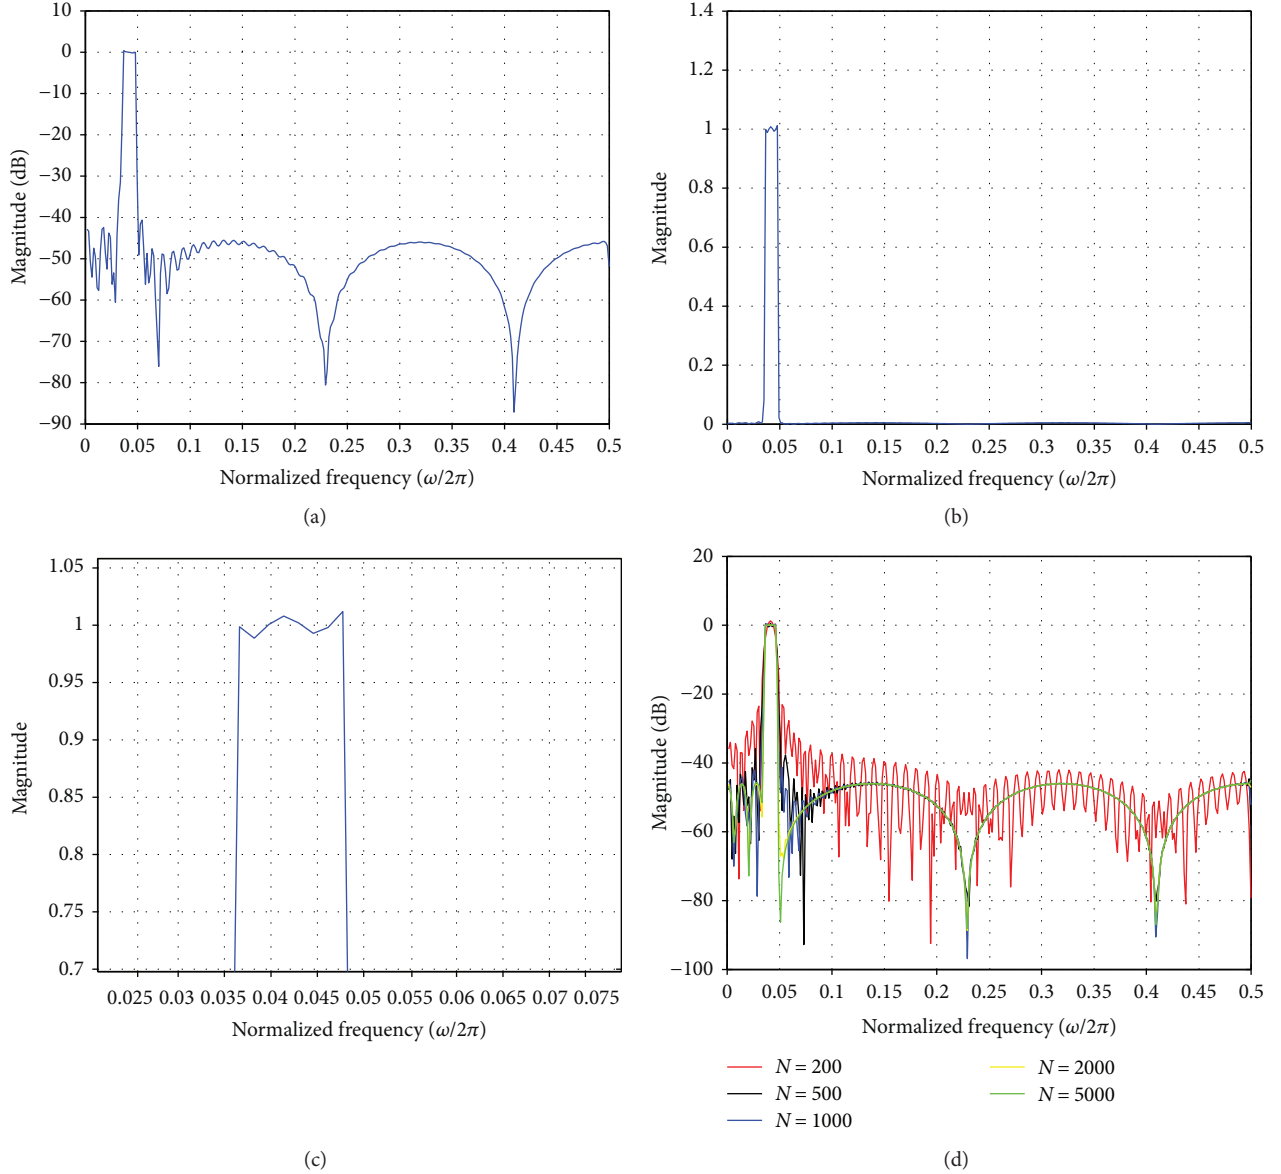 10
0
−10
−20
−30
−40
−50
−60
−70
−80
−90
Magnitude (dB)
0 0.05 0.1 0.15 0.2 0.25 0.3 0.35 0.4 0.45 0.5
Normalized frequency (ω/2π)
(a)
1.4
1.2
1
0.8
0.6
0.4
0.2
0
Magnitude
0 0.05 0.1 0.15 0.2 0.25 0.3 0.35 0.4 0.45 0.5
Normalized frequency (ω/2π)
(b)
1.05
1
0.95
0.9
0.85
0.8
0.75
0.7
Magnitude
0.025 0.03 0.035 0.04 0.045 0.05 0.055 0.06 0.065 0.07 0.075
Normalized frequency (ω/2π)
(c)
20
0
−20
−40
−60
−80
−100
Magnitude (dB)
0 0.05 0.1 0.15 0.2 0.25 0.3 0.35 0.4 0.45 0.5
Normalized frequency (ω/2π)
N = 200
N = 500
N = 1000
N = 2000
N = 5000
(d)